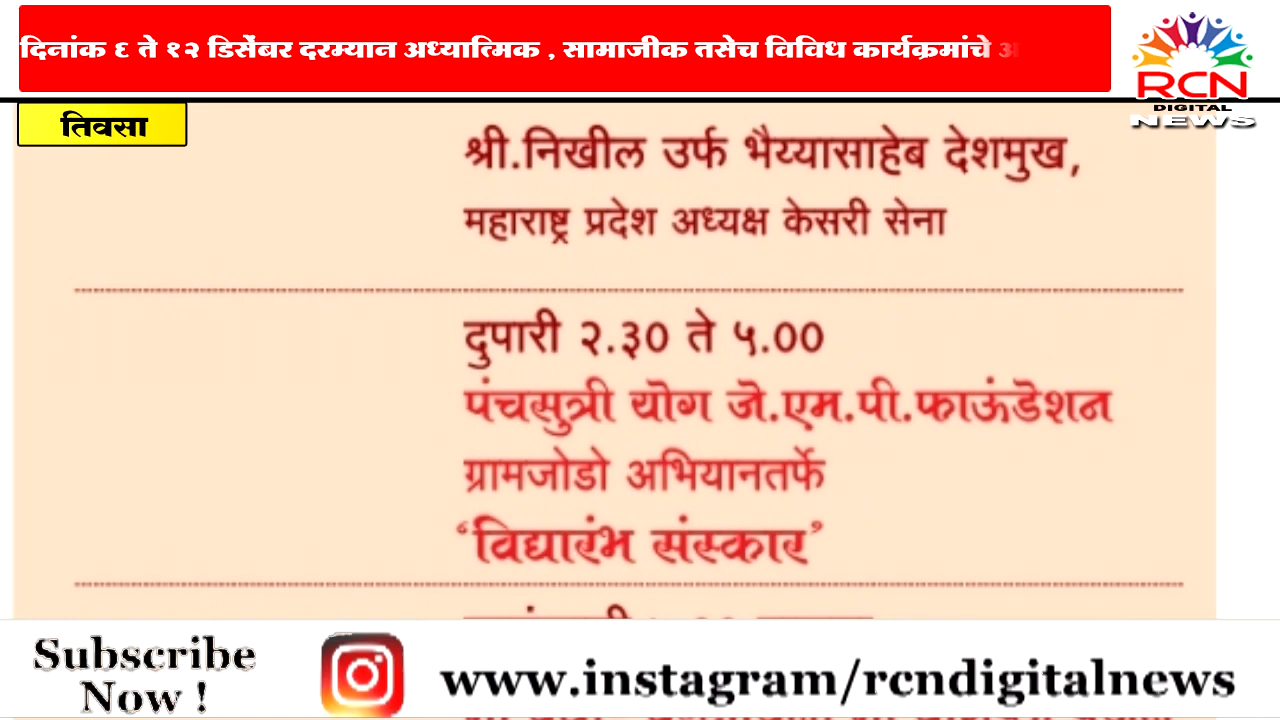 दिनांक ६ ते १२ डिसेंबर दरम्यान अध्यात्मिक , सामाजीक तसेच विविध कार्यक्रमांचे
RCN
DIGITAL
NEWS
तिवसा
श्री.निखील उर्फ भैय्यासाहेब देशमुख,
महाराष्ट्र प्रदेश अध्यक्ष केसरी सेना
दुपारी २.३० ते ५.००
पंचसुत्री योग जे.एम.पी.फाऊंडेशन
ग्रामजोडो अभियानतर्फे
‘विद्यारंभ संस्कार’
Subscribe
Now !
www.instagram/rcndigitalnews